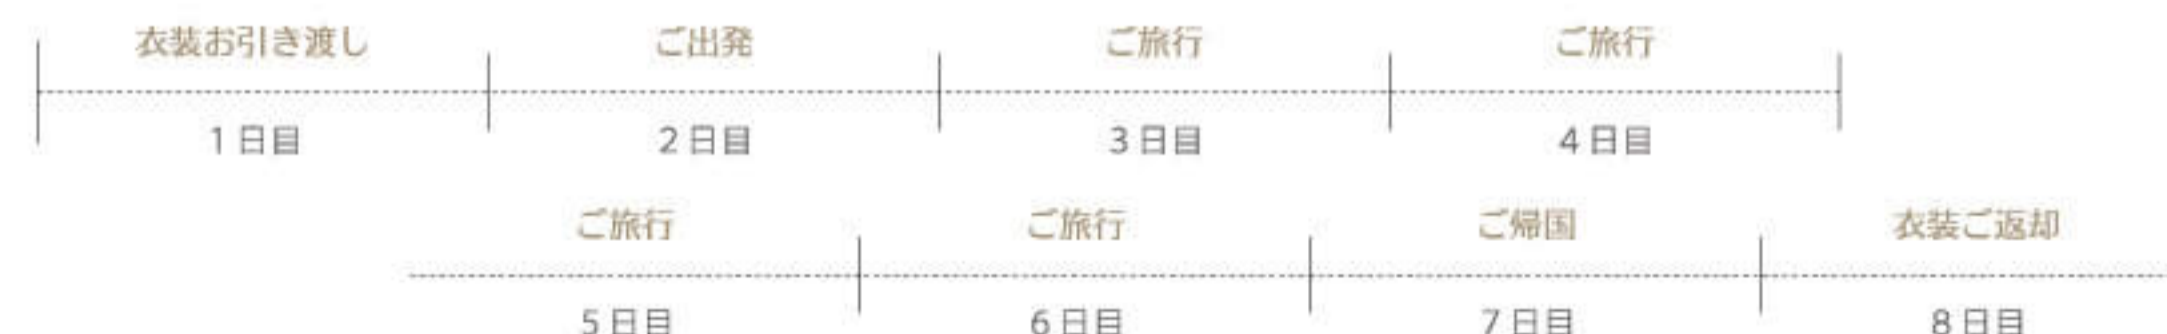 衣装お引き渡し ご出発 ご旅行 ご旅行
1日目 2日目 3日目 4日目
ご旅行 ご旅行 ご帰国 衣装ご返却
5日目 6日目 7日目 8日目